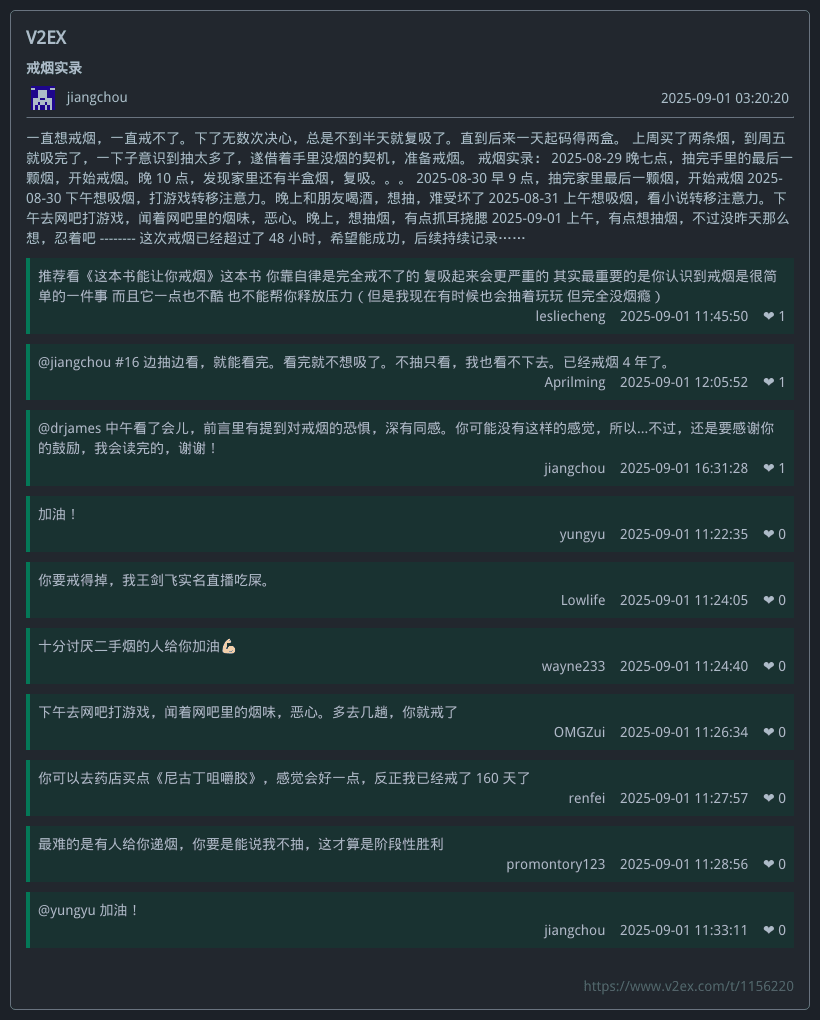 V2EX
戒烟实录
jiangchou 2025-09-01 03:20:20
一直想戒烟，一直戒不了。下了无数次决心，总是不到半天就复吸了。直到后来一天起码得两盒。 上周买了两条烟，到周五
就吸完了，一下子意识到抽太多了，遂借着手里没烟的契机，准备戒烟。 戒烟实录： 2025-08-29 晚七点，抽完手里的最后一
颗烟，开始戒烟。晚 10 点，发现家里还有半盒烟，复吸。。。 2025-08-30 早 9 点，抽完家里最后一颗烟，开始戒烟 2025-
08-30 下午想吸烟，打游戏转移注意力。晚上和朋友喝酒，想抽，难受坏了 2025-08-31 上午想吸烟，看小说转移注意力。下
午去网吧打游戏，闻着网吧里的烟味，恶心。晚上，想抽烟，有点抓耳挠腮 2025-09-01 上午，有点想抽烟，不过没昨天那么
想，忍着吧 -------- 这次戒烟已经超过了 48 小时，希望能成功，后续持续记录……
推荐看《这本书能让你戒烟》这本书 你靠自律是完全戒不了的 复吸起来会更严重的 其实最重要的是你认识到戒烟是很简
单的一件事 而且它一点也不酷 也不能帮你释放压力（但是我现在有时候也会抽着玩玩 但完全没烟瘾）
lesliecheng 2025-09-01 11:45:50 ❤ 1
@jiangchou #16 边抽边看，就能看完。看完就不想吸了。不抽只看，我也看不下去。已经戒烟 4 年了。
Aprilming 2025-09-01 12:05:52 ❤ 1
@drjames 中午看了会儿，前言里有提到对戒烟的恐惧，深有同感。你可能没有这样的感觉，所以...不过，还是要感谢你
的鼓励，我会读完的，谢谢！
jiangchou 2025-09-01 16:31:28 ❤ 1
加油！
yungyu 2025-09-01 11:22:35 ❤ 0
你要戒得掉，我王剑飞实名直播吃屎。
Lowlife 2025-09-01 11:24:05 ❤ 0
十分讨厌二手烟的人给你加油💪🏻
wayne233 2025-09-01 11:24:40 ❤ 0
下午去网吧打游戏，闻着网吧里的烟味，恶心。多去几趟，你就戒了
OMGZui 2025-09-01 11:26:34 ❤ 0
你可以去药店买点《尼古丁咀嚼胶》，感觉会好一点，反正我已经戒了 160 天了
renfei 2025-09-01 11:27:57 ❤ 0
最难的是有人给你递烟，你要是能说我不抽，这才算是阶段性胜利
promontory123 2025-09-01 11:28:56 ❤ 0
@yungyu 加油！
jiangchou 2025-09-01 11:33:11 ❤ 0
https://www.v2ex.com/t/1156220